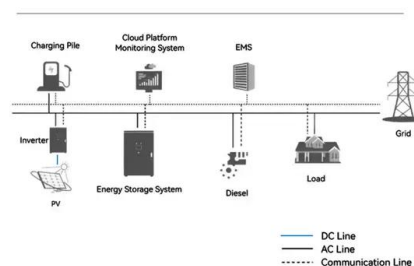 Charging Pile
Cloud Platform
Monitoring System
EMS
Grid
Inverter
PV
Energy Storage System
Diesel
Load
DC Line
AC Line
Communication Line